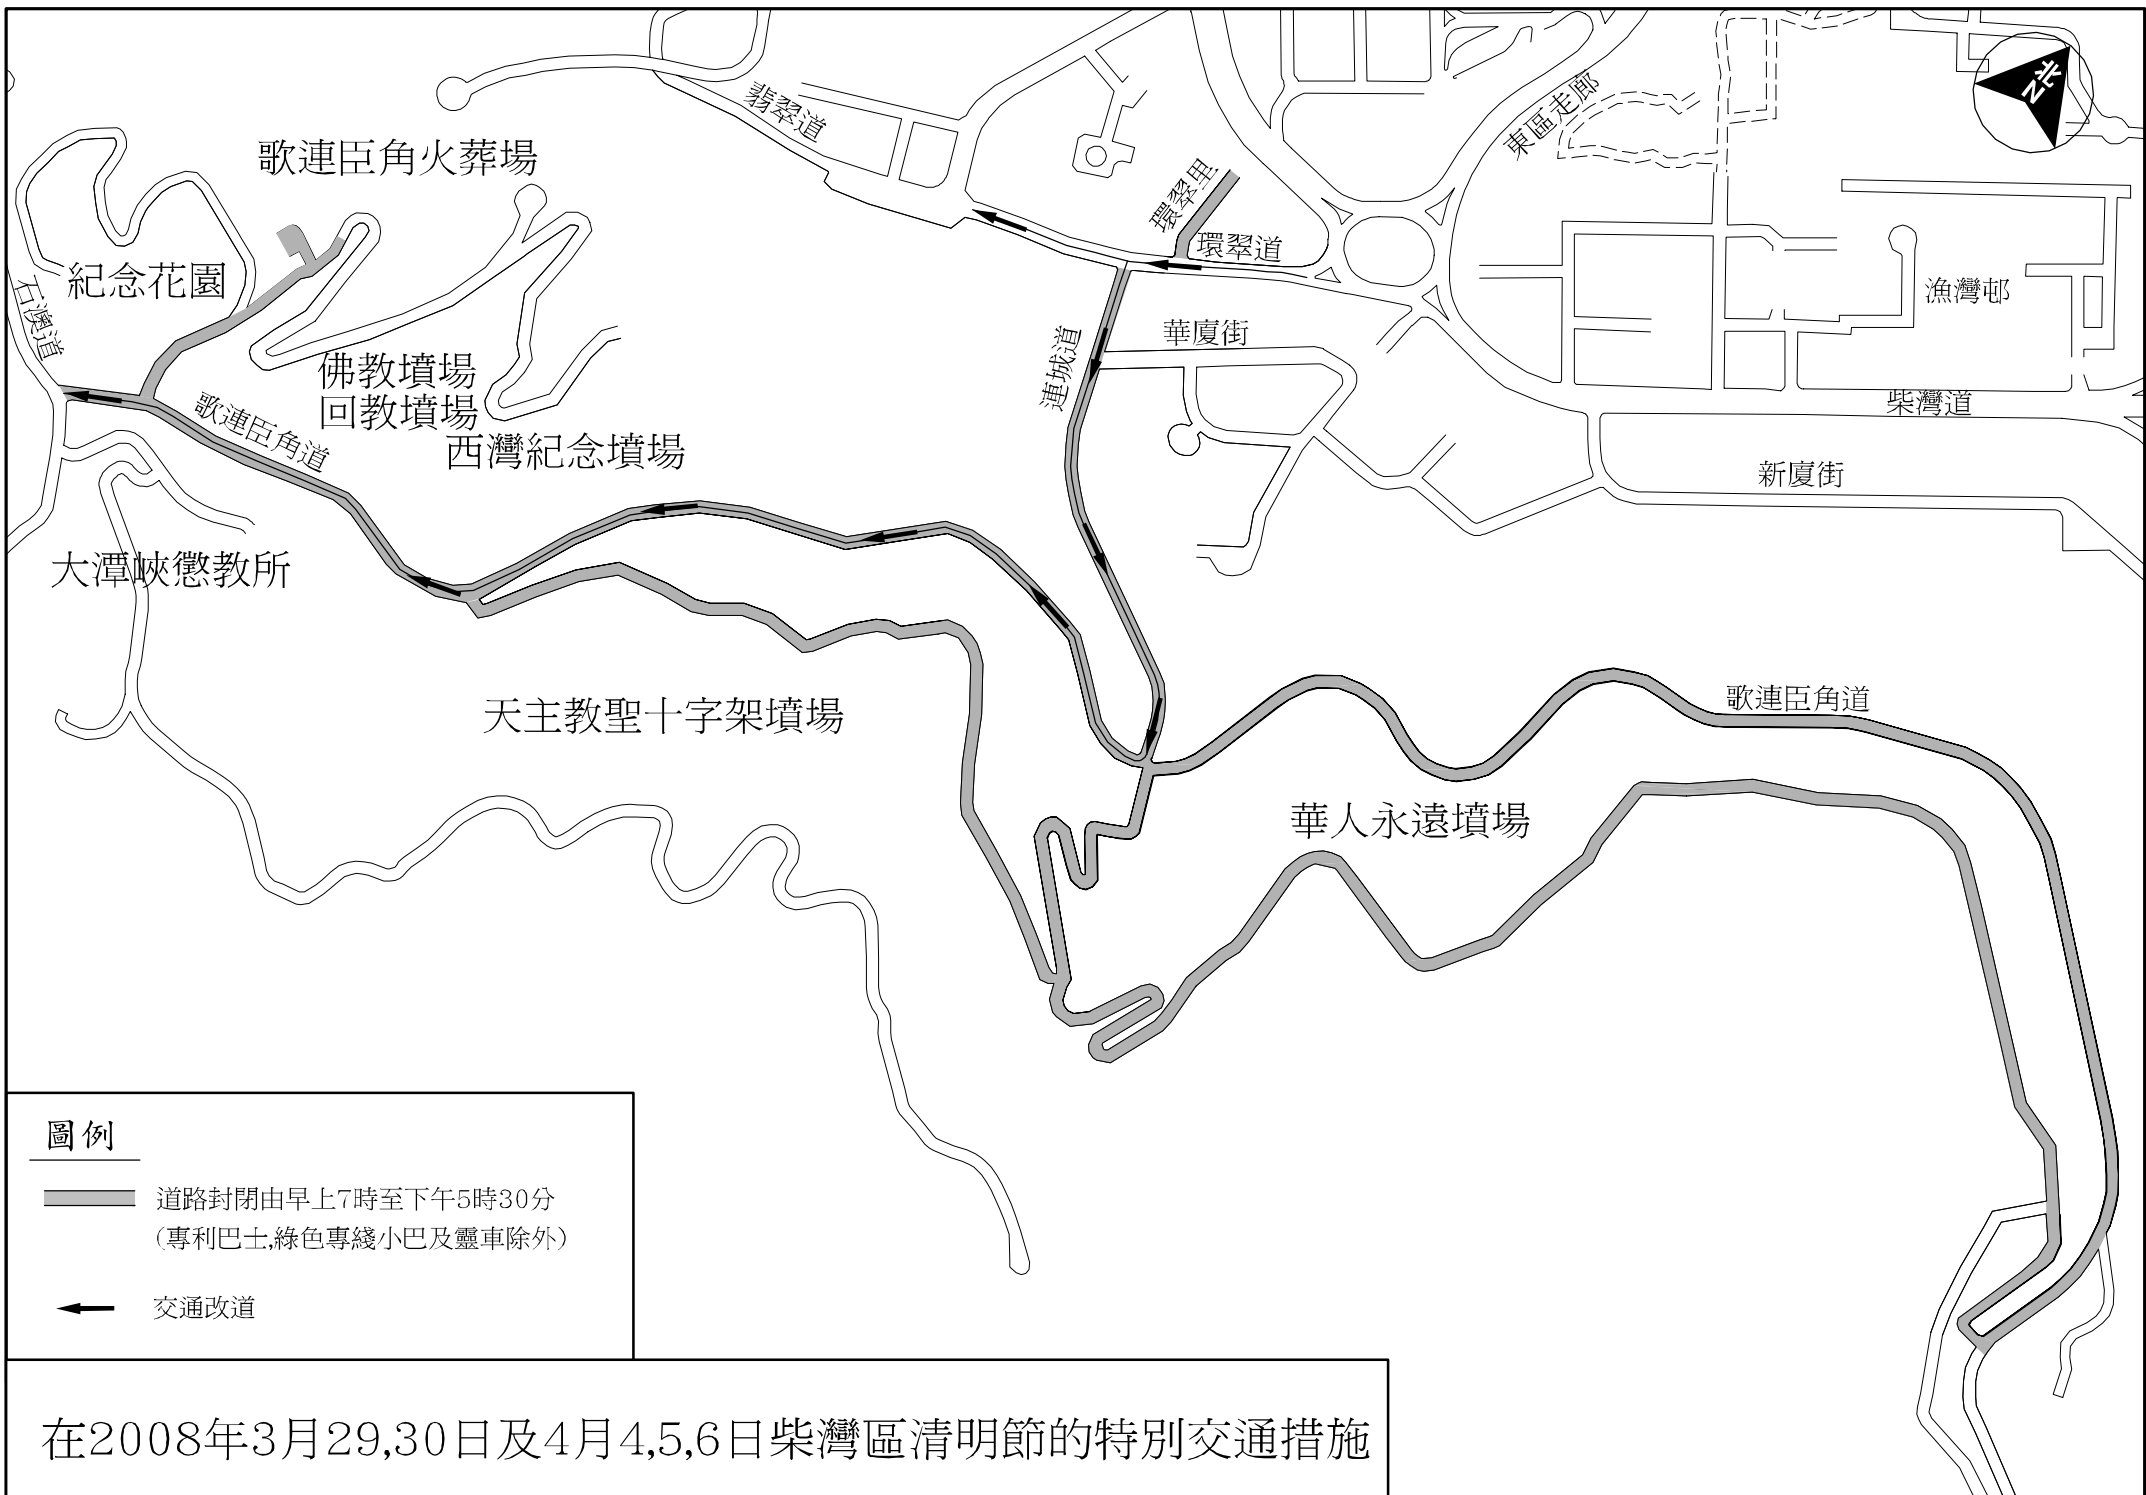 翡翠道
東區走廊
北
N
歌連臣角火葬場
環翠里
環翠道
紀念花園
石澳道
漁灣邨
連城道
華廈街
佛教墳場
回教墳場
歌連臣角道
西灣紀念墳場
柴灣道
新廈街
大潭峽懲教所
天主教聖十字架墳場
歌連臣角道
華人永遠墳場
圖例
道路封閉由早上7時至下午5時30分
(專利巴士,綠色專綫小巴及靈車除外)
交通改道
在2008年3月29,30日及4月4,5,6日柴灣區清明節的特別交通措施